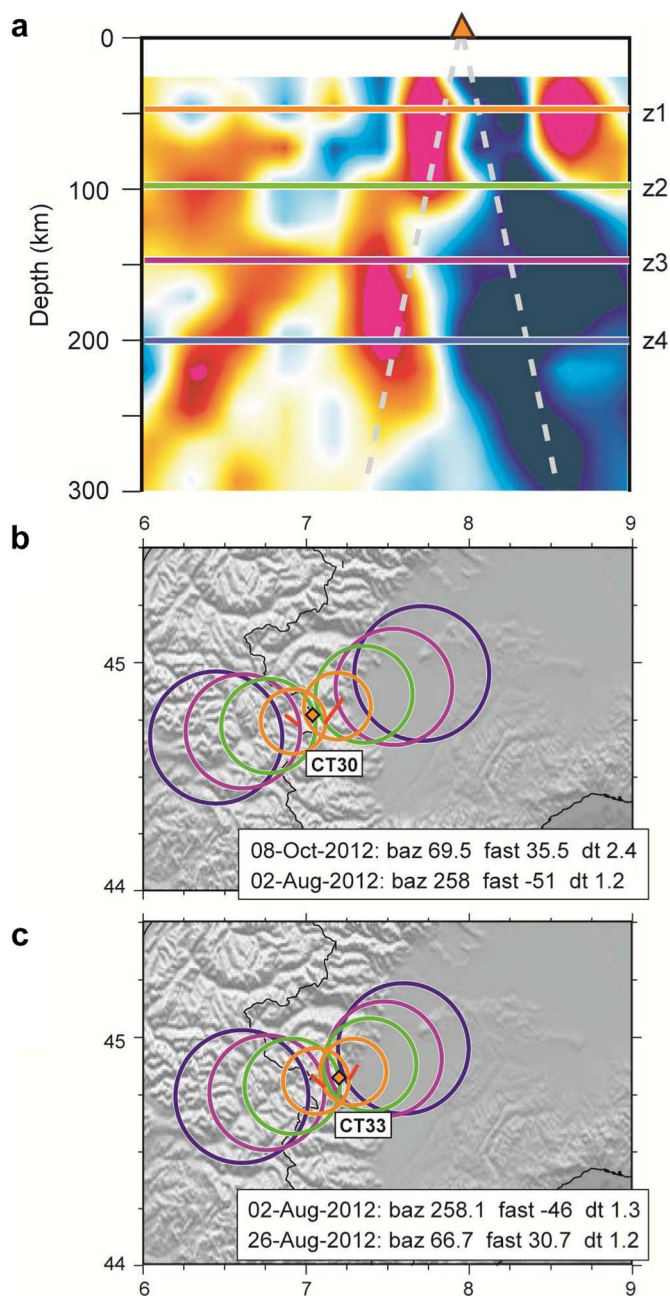 a
0
z1
100
z2
z3
Depth (km)
200
z4
300
6 7 8 9
b
45
CT30
08-Oct-2012: baz 69.5 fast 35.5 dt 2.4
02-Aug-2012: baz 258 fast -51 dt 1.2
44
c
45
CT33
02-Aug-2012: baz 258.1 fast -46 dt 1.3
26-Aug-2012: baz 66.7 fast 30.7 dt 1.2
44
6 7 8 9